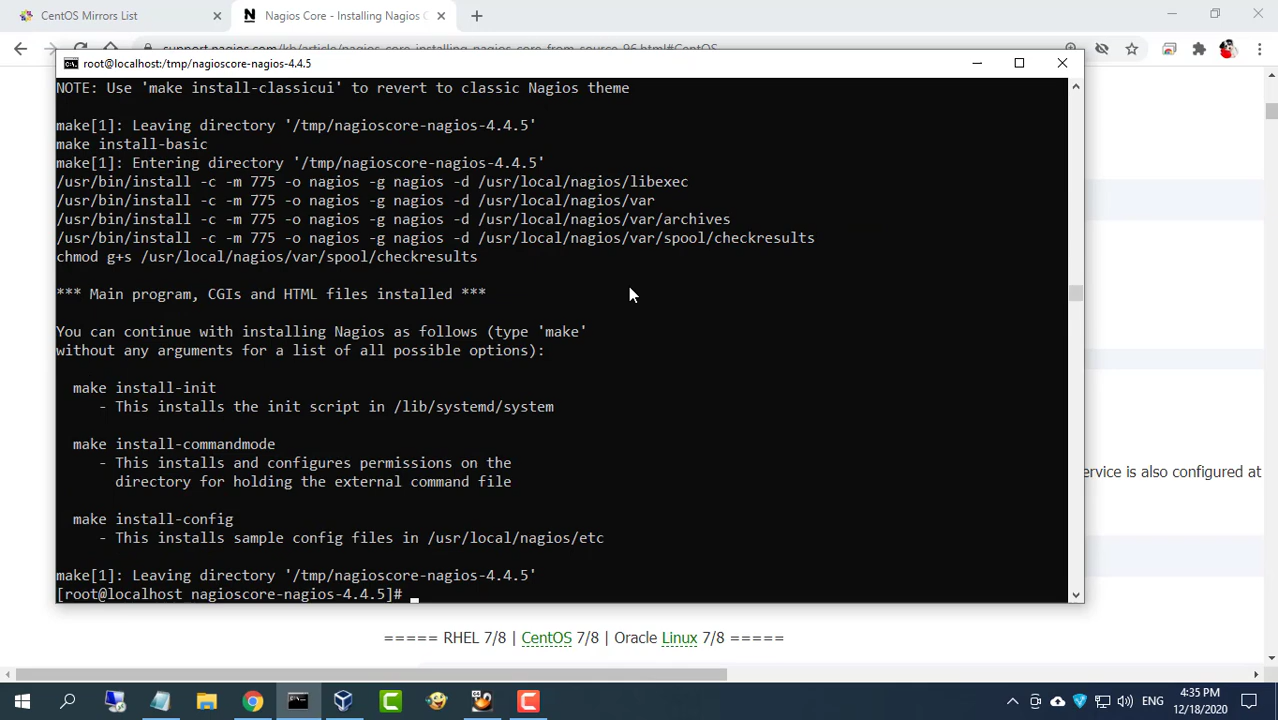 CentOS Mirrors List
Nagios Core - Installing Nagios C
support.nagios.com/kb/article/nagios-core-installing-nagios-core-from-source-96.html#CentOS
root@localhost:/tmp/nagioscore-nagios-4.4.5
NOTE: Use 'make install-classicui' to revert to classic Nagios theme
make[1]: Leaving directory '/tmp/nagioscore-nagios-4.4.5'
make install-basic
make[1]: Entering directory '/tmp/nagioscore-nagios-4.4.5'
/usr/bin/install -c -m 775 -o nagios -g nagios -d /usr/local/nagios/libexec
/usr/bin/install -c -m 775 -o nagios -g nagios -d /usr/local/nagios/var
/usr/bin/install -c -m 775 -o nagios -g nagios -d /usr/local/nagios/var/archives
/usr/bin/install -c -m 775 -o nagios -g nagios -d /usr/local/nagios/var/spool/checkresults
chmod g+s /usr/local/nagios/var/spool/checkresults
*** Main program, CGIs and HTML files installed ***
You can continue with installing Nagios as follows (type 'make'
without any arguments for a list of all possible options):
make install-init
- This installs the init script in /lib/systemd/system
make install-commandmode
- This installs and configures permissions on the
directory for holding the external command file
ervice is also configured at
make install-config
- This installs sample config files in /usr/local/nagios/etc
make[1]: Leaving directory '/tmp/nagioscore-nagios-4.4.5'
[root@localhost nagioscore-nagios-4.4.5]#
===== RHEL 7/8 | CentOS 7/8 | Oracle Linux 7/8 =====
ENG
4:35 PM
12/18/2020